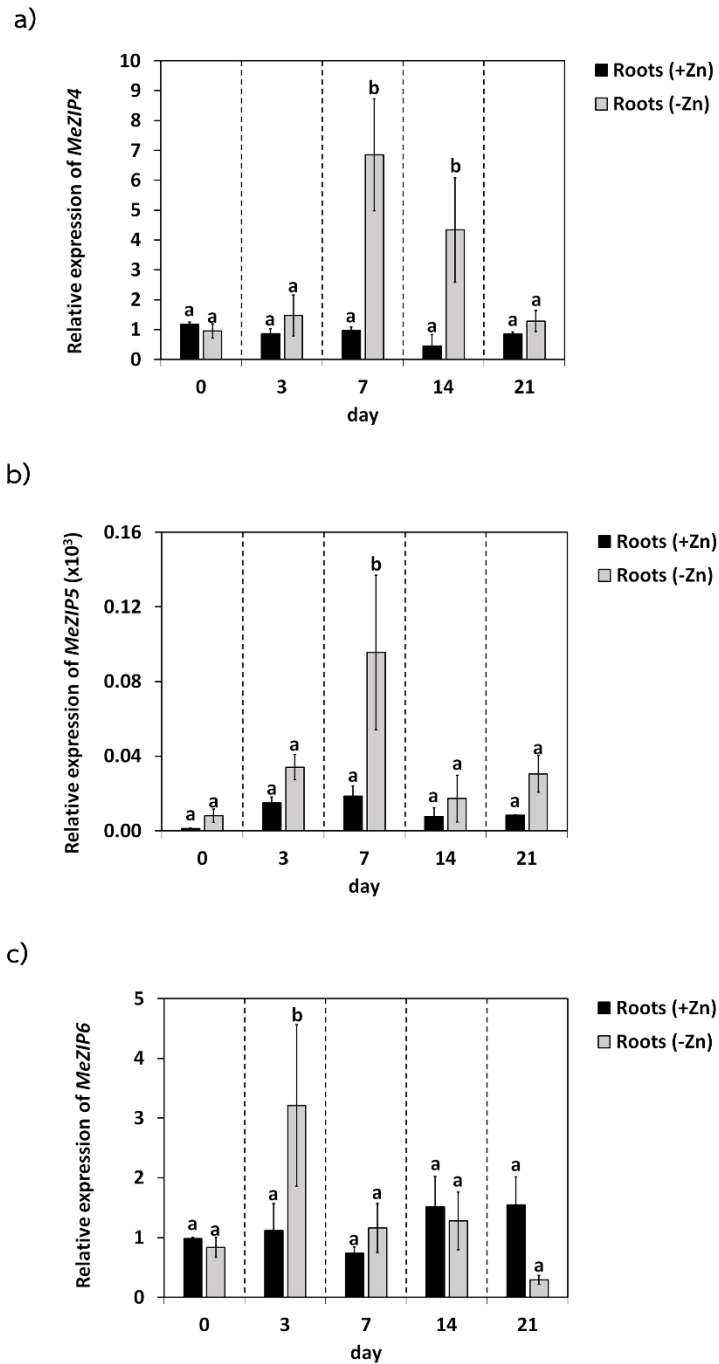 a)
Relative expression of MeZIP4
10
9
8
7
6
5
4
3
2
1
0
a a
a a
a b
a b
a a
0 3 7 14 21
day
Roots (+Zn)
Roots (-Zn)
b)
Relative expression of MeZIP5 (x10³)
0.16
0.12
0.08
0.04
0.00
a a
a a
a b
a a
a a
0 3 7 14 21
day
Roots (+Zn)
Roots (-Zn)
c)
Relative expression of MeZIP6
5
4
3
2
1
0
a a
a b
a a
a a
a a
0 3 7 14 21
day
Roots (+Zn)
Roots (-Zn)